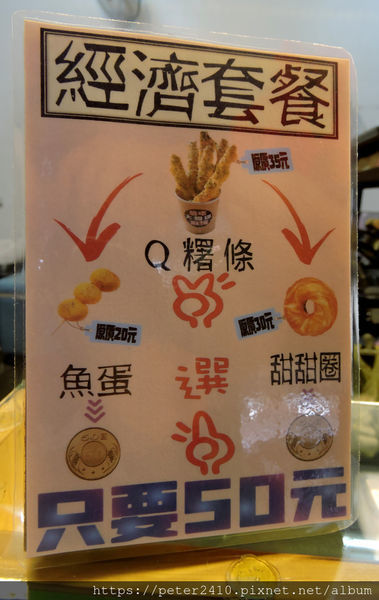 經濟套餐
原價35元
Q 糬條
原價20元
原價30元
魚蛋
選
甜甜圈
只要50元
https://peter2410.pixnet.net/album